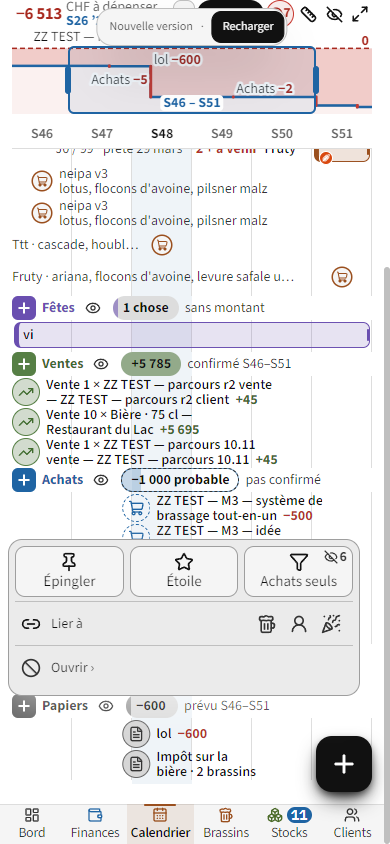 −6 513 CHF à dépenser
S26
Nouvelle version · Recharger
7
ZZ TEST —
0
lol −600
Achats −5
Achats −2
S46 – S51
S46 S47 S48 S49 S50 S51
prête 29 mars 2 + à venir Fruty
neipa v3
lotus, flocons d'avoine, pilsner malz
neipa v3
lotus, flocons d'avoine, pilsner malz
Ttt · cascade, houbl…
Fruty · ariana, flocons d'avoine, levure safale u…
Fêtes 1 chose sans montant
vi
Ventes +5 785 confirmé S46–S51
Vente 1 × ZZ TEST — parcours r2 vente
— ZZ TEST — parcours r2 client +45
Vente 10 × Bière · 75 cl —
Restaurant du Lac +5 695
Vente 1 × ZZ TEST — parcours 10.11
vente — ZZ TEST — parcours 10.11 +45
Achats −1 000 probable pas confirmé
ZZ TEST — M3 — système de
brassage tout-en-un −500
ZZ TEST — M3 — idée
Épingler
Étoile
6
Achats seuls
Lier à
Ouvrir ›
Papiers −600 prévu S46–S51
lol −600
Impôt sur la
bière · 2 brassins
Bord Finances Calendrier Brassins Stocks 11 Clients